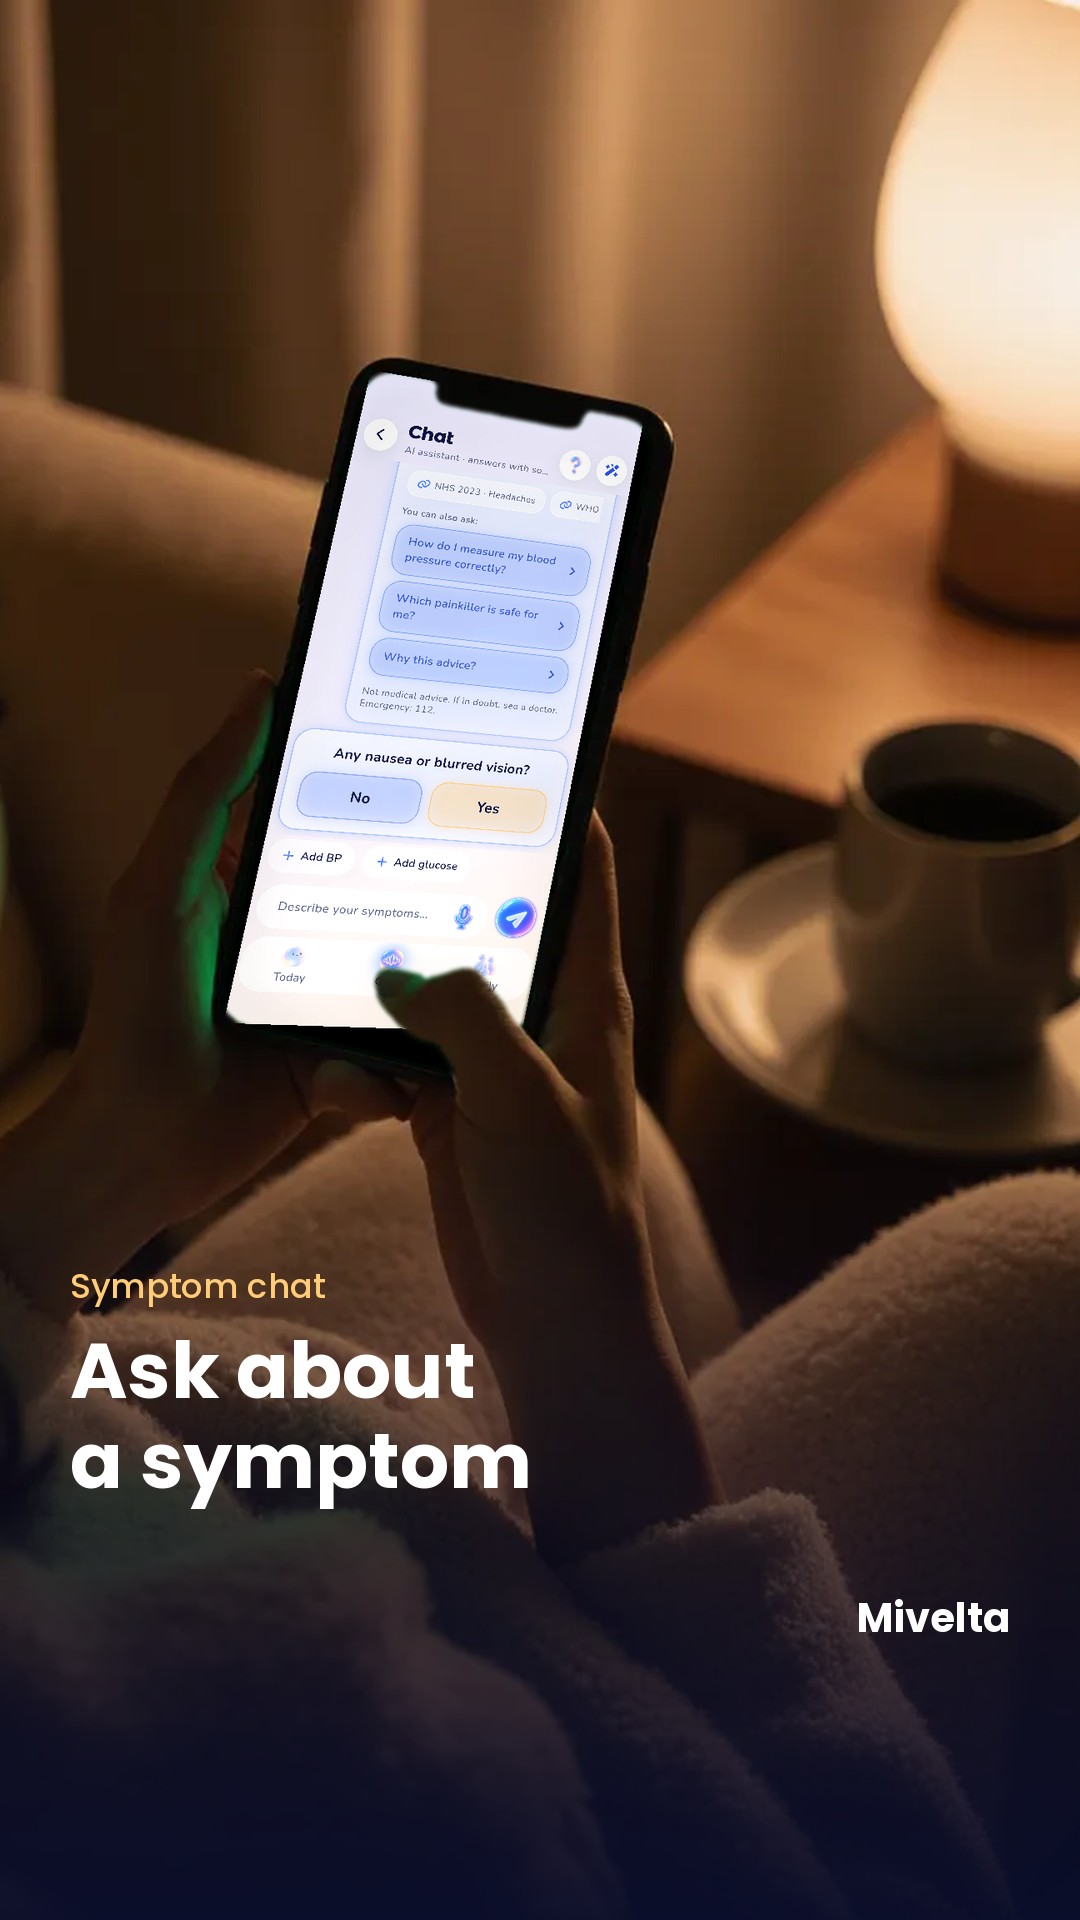 Chat
AI assistant · answers with so...
NHS 2023 · Headaches
WHO
You can also ask:
How do I measure my blood
pressure correctly?
Which painkiller is safe for
me?
Why this advice?
Not medical advice. If in doubt, see a doctor.
Emergency: 112.
Any nausea or blurred vision?
No
Yes
+ Add BP
+ Add glucose
Describe your symptoms...
Today
Symptom chat
Ask about
a symptom
Mivelta